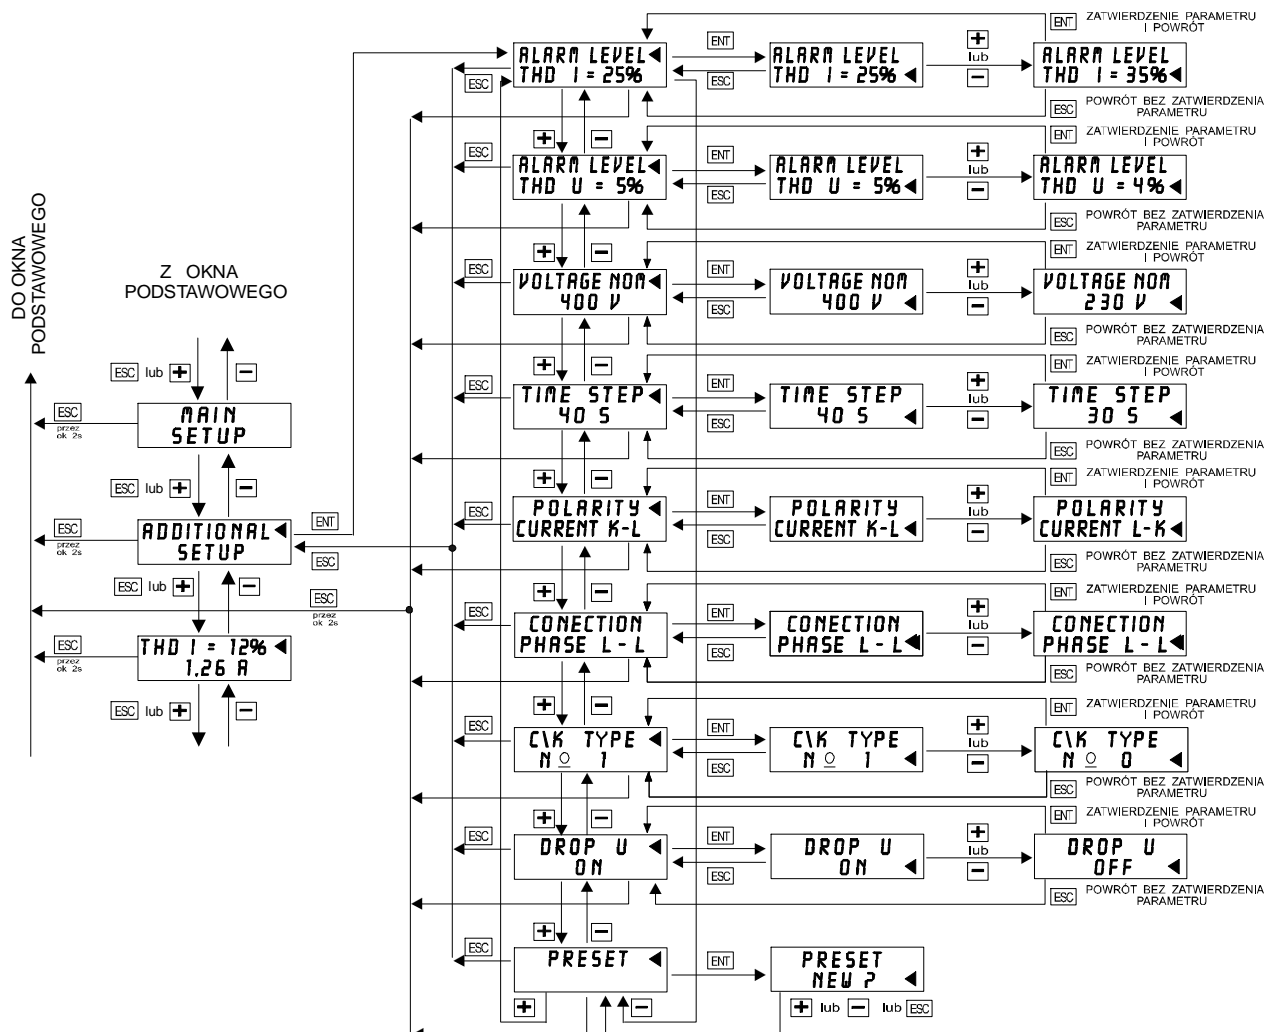 DO OKNA
PODSTAWOWEGO
Z OKNA
PODSTAWOWEGO
ESC lub + −
MAIN
SETUP
ESC
przez
ok 2s
ESC lub + −
ADDITIONAL
SETUP
ESC
przez
ok 2s
ENT
ESC
ESC lub + −
ESC
przez
ok 2s
THD I = 12%
1,26 A
ESC
przez
ok 2s
ESC lub + −
ESC
ALARM LEVEL
THD I = 25%
ENT
ESC
ALARM LEVEL
THD I = 25%
+
lub
−
ALARM LEVEL
THD I = 35%
ENT ZATWIERDZENIE PARAMETRU
I POWRÓT
ESC POWRÓT BEZ ZATWIERDZENIA
PARAMETRU
+ −
ESC
ALARM LEVEL
THD U = 5%
ENT
ESC
ALARM LEVEL
THD U = 5%
+
lub
−
ALARM LEVEL
THD U = 4%
ENT ZATWIERDZENIE PARAMETRU
I POWRÓT
ESC POWRÓT BEZ ZATWIERDZENIA
PARAMETRU
+ −
ESC
VOLTAGE NOM
400 V
ENT
ESC
VOLTAGE NOM
400 V
+
lub
−
VOLTAGE NOM
230 V
ENT ZATWIERDZENIE PARAMETRU
I POWRÓT
ESC POWRÓT BEZ ZATWIERDZENIA
PARAMETRU
+ −
ESC
TIME STEP
40 S
ENT
ESC
TIME STEP
40 S
+
lub
−
TIME STEP
30 S
ENT ZATWIERDZENIE PARAMETRU
I POWRÓT
ESC POWRÓT BEZ ZATWIERDZENIA
PARAMETRU
+ −
ESC
POLARITY
CURRENT K-L
ENT
ESC
POLARITY
CURRENT K-L
+
lub
−
POLARITY
CURRENT L-K
ENT ZATWIERDZENIE PARAMETRU
I POWRÓT
ESC POWRÓT BEZ ZATWIERDZENIA
PARAMETRU
+ −
ESC
CONECTION
PHASE L - L
ENT
ESC
CONECTION
PHASE L - L
+
lub
−
CONECTION
PHASE L - L
ENT ZATWIERDZENIE PARAMETRU
I POWRÓT
ESC POWRÓT BEZ ZATWIERDZENIA
PARAMETRU
+ −
ESC
C\K TYPE
Nº 1
ENT
ESC
C\K TYPE
Nº 1
+
lub
−
C\K TYPE
Nº 0
ENT ZATWIERDZENIE PARAMETRU
I POWRÓT
ESC POWRÓT BEZ ZATWIERDZENIA
PARAMETRU
+ −
ESC
DROP U
ON
ENT
ESC
DROP U
ON
+
lub
−
DROP U
OFF
ENT ZATWIERDZENIE PARAMETRU
I POWRÓT
ESC POWRÓT BEZ ZATWIERDZENIA
PARAMETRU
+ −
ESC
PRESET
ENT
PRESET
NEW ?
+ −
+ lub − lub ESC